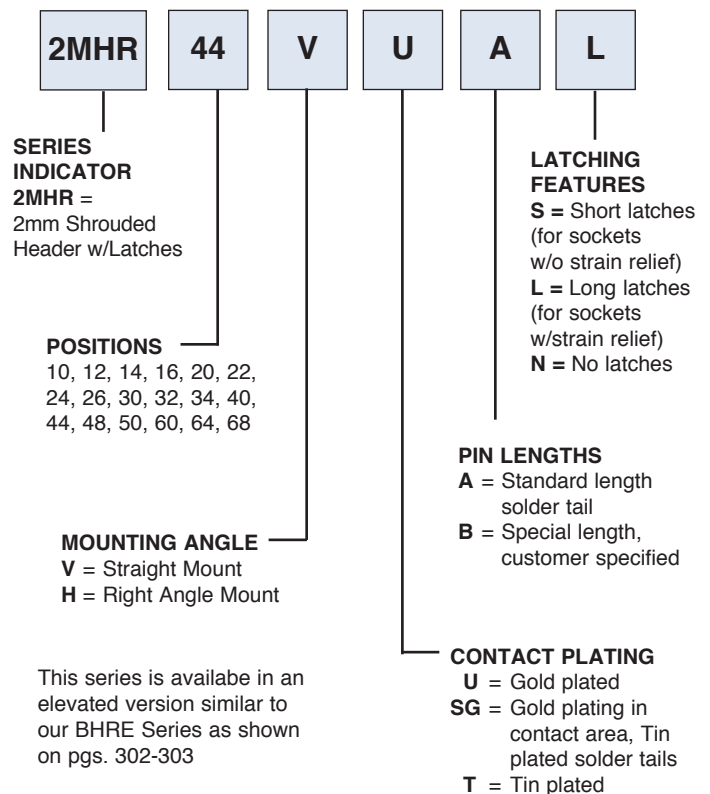 2MHR 44 V U A L
SERIES
INDICATOR
2MHR =
2mm Shrouded
Header w/Latches
LATCHING
FEATURES
S = Short latches
(for sockets
w/o strain relief)
L = Long latches
(for sockets
w/strain relief)
N = No latches
POSITIONS
10, 12, 14, 16, 20, 22,
24, 26, 30, 32, 34, 40,
44, 48, 50, 60, 64, 68
PIN LENGTHS
A = Standard length
solder tail
B = Special length,
customer specified
MOUNTING ANGLE
V = Straight Mount
H = Right Angle Mount
CONTACT PLATING
U = Gold plated
SG = Gold plating in
contact area, Tin
plated solder tails
T = Tin plated
This series is availabe in an
elevated version similar to
our BHRE Series as shown
on pgs. 302-303